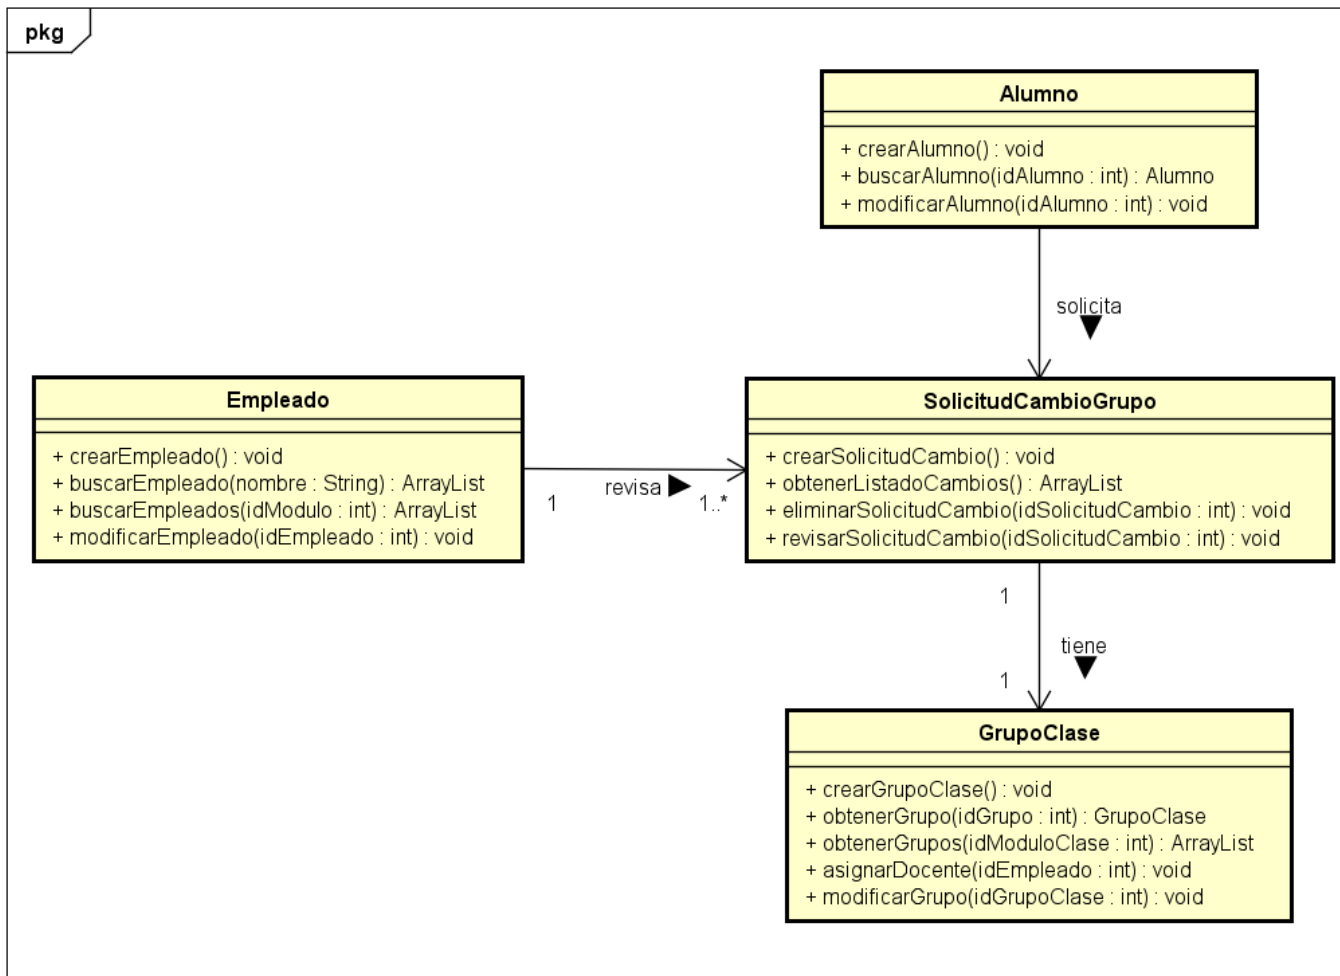 pkg
Alumno
+ crearAlumno() : void
+ buscarAlumno(idAlumno : int) : Alumno
+ modificarAlumno(idAlumno : int) : void
solicita
Empleado
+ crearEmpleado() : void
+ buscarEmpleado(nombre : String) : ArrayList
+ buscarEmpleados(idModulo : int) : ArrayList
+ modificarEmpleado(idEmpleado : int) : void
1
revisa
1..*
SolicitudCambioGrupo
+ crearSolicitudCambio() : void
+ obtenerListadoCambios() : ArrayList
+ eliminarSolicitudCambio(idSolicitudCambio : int) : void
+ revisarSolicitudCambio(idSolicitudCambio : int) : void
1
tiene
1
GrupoClase
+ crearGrupoClase() : void
+ obtenerGrupo(idGrupo : int) : GrupoClase
+ obtenerGrupos(idModuloClase : int) : ArrayList
+ asignarDocente(idEmpleado : int) : void
+ modificarGrupo(idGrupoClase : int) : void